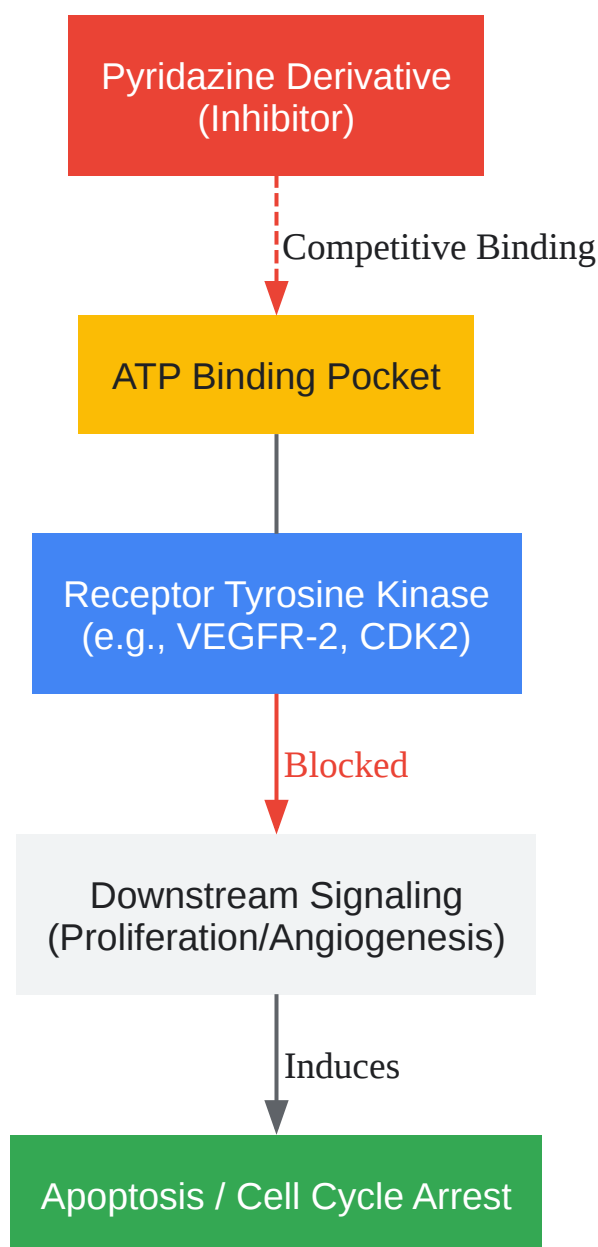 Pyridazine Derivative
(Inhibitor)
Competitive Binding
ATP Binding Pocket
Receptor Tyrosine Kinase
(e.g., VEGFR-2, CDK2)
Blocked
Downstream Signaling
(Proliferation/Angiogenesis)
Induces
Apoptosis / Cell Cycle Arrest